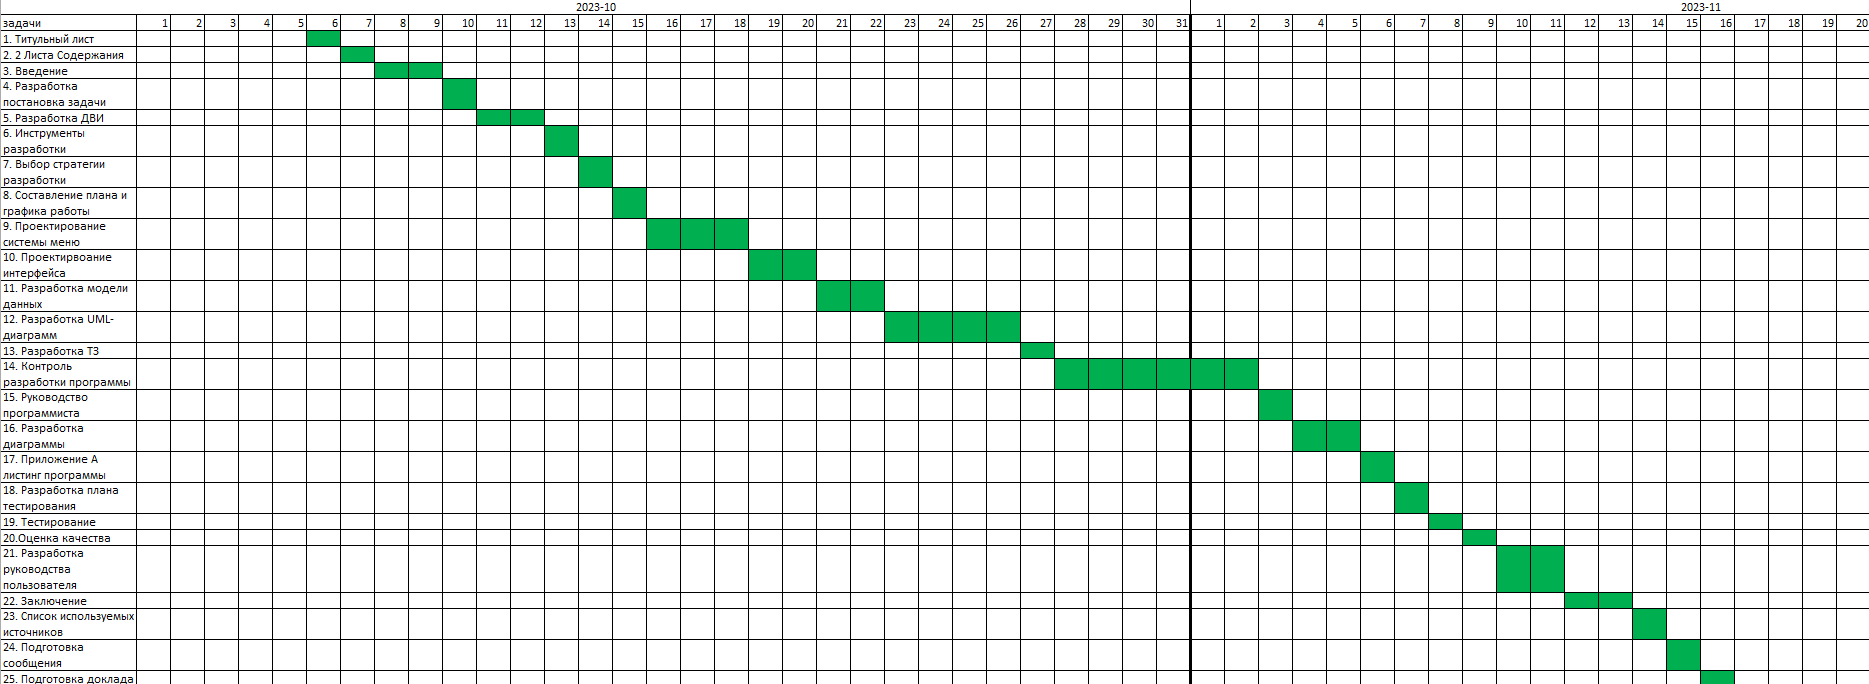 2023-10 2023-11
задачи 1 2 3 4 5 6 7 8 9 10 11 12 13 14 15 16 17 18 19 20 21 22 23 24 25 26 27 28 29 30 31 1 2 3 4 5 6 7 8 9 10 11 12 13 14 15 16 17 18 19 20
1. Титульный лист
2. 2 Листа Содержания
3. Введение
4. Разработка
постановка задачи
5. Разработка ДВИ
6. Инструменты
разработки
7. Выбор стратегии
разработки
8. Составление плана и
графика работы
9. Проектирование
системы меню
10. Проектирвоание
интерфейса
11. Разработка модели
данных
12. Разработка UML-
диаграмм
13. Разработка ТЗ
14. Контроль
разработки программы
15. Руководство
программиста
16. Разработка
диаграммы
17. Приложение А
листинг программы
18. Разработка плана
тестирования
19. Тестирование
20.Оценка качества
21. Разработка
руководства
пользователя
22. Заключение
23. Список используемых
источников
24. Подготовка
сообщения
25. Подготовка доклада